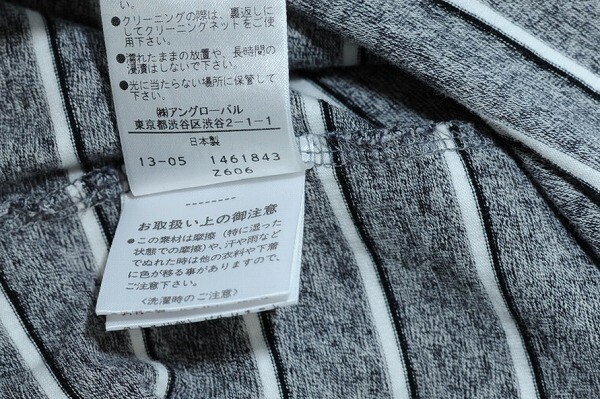 い。
●クリーニングの際は、裏返しに
してクリーニングネットをご使
用下さい。
●濡れたままの放置や、長時間の
浸漬はしないで下さい。
●光に当たらない場所に保管して
下さい。
㈱アングローバル
東京都渋谷区渋谷2-1-1
日本製
13-05 1461843
Z606
--------
お取扱い上の御注意
●この素材は摩擦（特に湿った
状態での摩擦）や、汗や雨など
でぬれた時は他の衣料や下着
に色が移る事がありますので、
ご注意下さい。
〈洗濯時のご注意〉